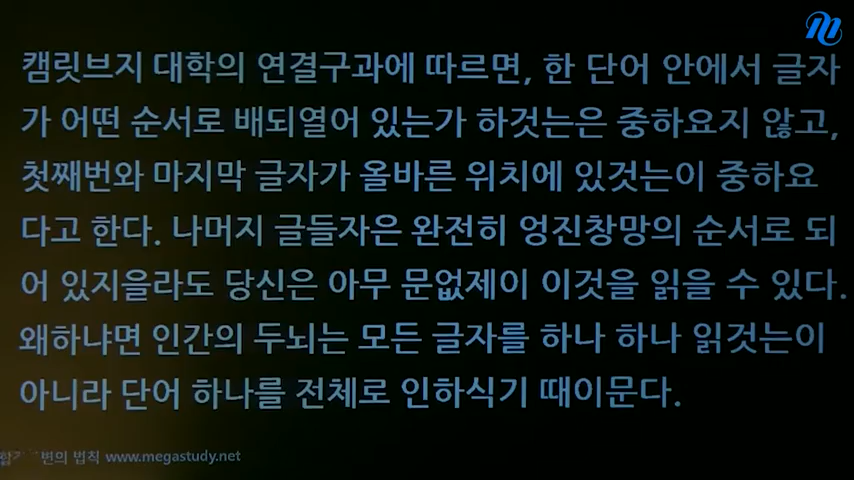 캠릿브지 대학의 연결구과에 따르면, 한 단어 안에서 글자
가 어떤 순서로 배되열어 있는가 하것는은 중하요지 않고,
첫째번와 마지막 글자가 올바른 위치에 있것는이 중하요
다고 한다. 나머지 글들자은 완전히 엉진창망의 순서로 되
어 있지을라도 당신은 아무 문없제이 이것을 읽을 수 있다.
왜하냐면 인간의 두뇌는 모든 글자를 하나 하나 읽것는이
아니라 단어 하나를 전체로 인하식기 때이문다.
변의 법칙 www.megastudy.net